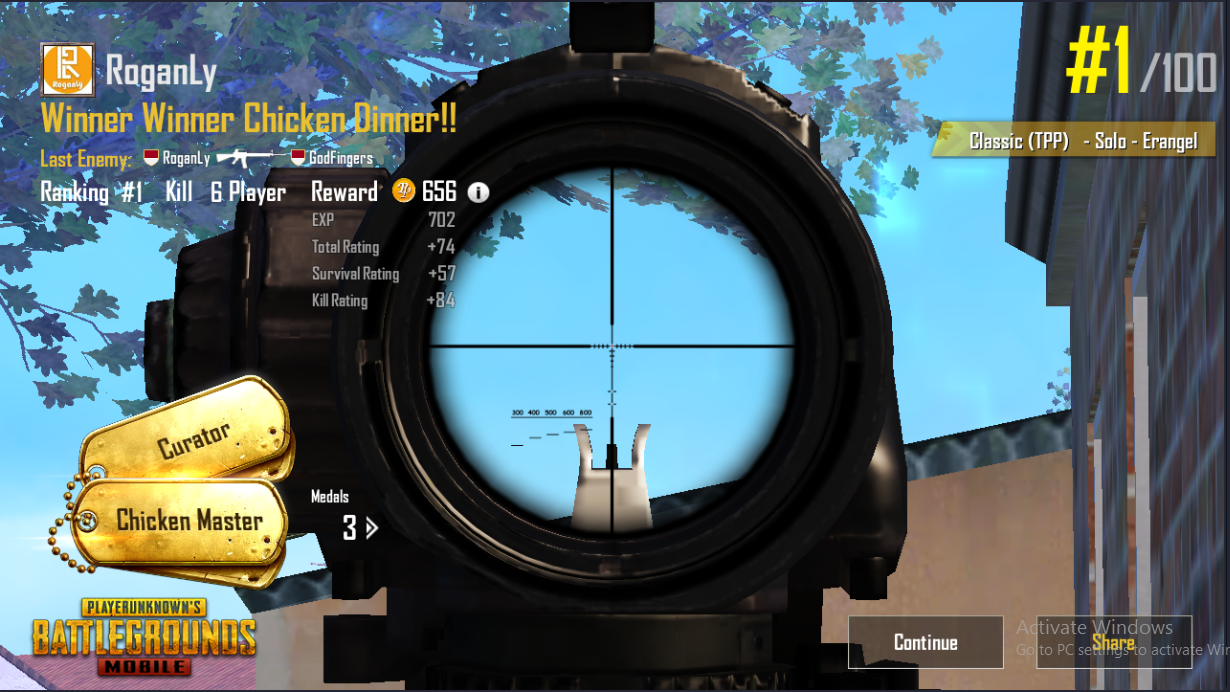 RoganLy
Roganly
Winner Winner Chicken Dinner!!
#1 /100
Classic (TPP) - Solo - Erangel
Last Enemy: RoganLy GodFingers
Ranking #1 Kill 6 Player Reward 656 i
EXP 702
Total Rating +74
Survival Rating +57
Kill Rating +84
300 400 500 600 800
Curator
Chicken Master
Medals
3
PLAYERUNKNOWN'S
BATTLEGROUNDS
MOBILE
Continue
Share
Activate Windows
Go to PC settings to activate Win